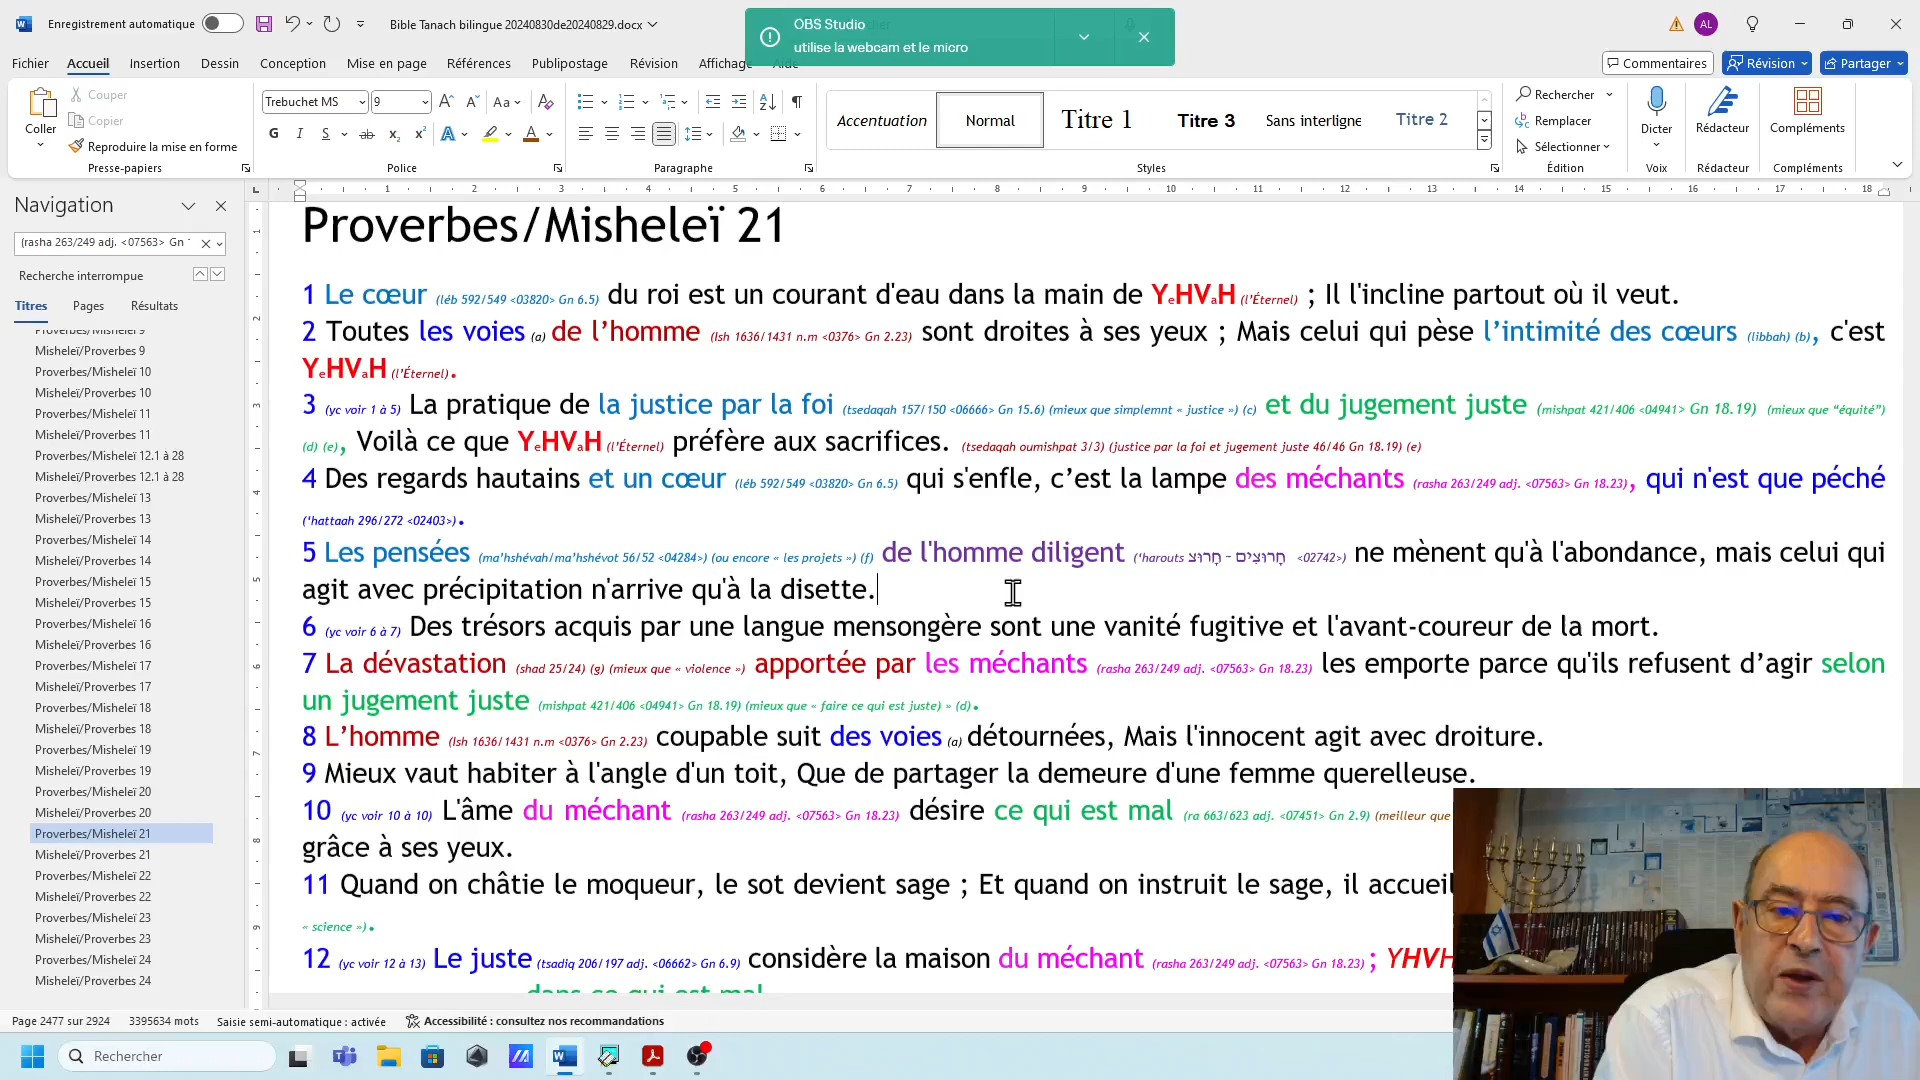 Enregistrement automatique
Bible Tanach bilingue 20240830de20240829.docx
OBS Studio
utilise la webcam et le micro
AL
Fichier Accueil Insertion Dessin Conception Mise en page Références Publipostage Révision Affichage Aide
Commentaires Révision Partager
Coller
Couper
Copier
Reproduire la mise en forme
Presse-papiers
Trebuchet MS 9
Police
Paragraphe
Accentuation Normal Titre 1 Titre 3 Sans interligne Titre 2
Styles
Rechercher
Remplacer
Sélectionner
Édition
Dicter
Voix
Rédacteur
Rédacteur
Compléments
Compléments
Navigation
(rasha 263/249 adj. <07563> Gn
Recherche interrompue
Titres Pages Résultats
Proverbes/Misheleï 9
Misheleï/Proverbes 9
Proverbes/Misheleï 10
Misheleï/Proverbes 10
Proverbes/Misheleï 11
Misheleï/Proverbes 11
Proverbes/Misheleï 12.1 à 28
Misheleï/Proverbes 12.1 à 28
Proverbes/Misheleï 13
Misheleï/Proverbes 13
Proverbes/Misheleï 14
Misheleï/Proverbes 14
Proverbes/Misheleï 15
Misheleï/Proverbes 15
Proverbes/Misheleï 16
Misheleï/Proverbes 16
Proverbes/Misheleï 17
Misheleï/Proverbes 17
Proverbes/Misheleï 18
Misheleï/Proverbes 18
Proverbes/Misheleï 19
Misheleï/Proverbes 19
Proverbes/Misheleï 20
Misheleï/Proverbes 20
Proverbes/Misheleï 21
Misheleï/Proverbes 21
Proverbes/Misheleï 22
Misheleï/Proverbes 22
Proverbes/Misheleï 23
Misheleï/Proverbes 23
Proverbes/Misheleï 24
Misheleï/Proverbes 24
Proverbes/Misheleï 21
1 Le cœur (léb 592/549 <03820> Gn 6.5) du roi est un courant d'eau dans la main de YeHVaH (l'Éternel) ; Il l'incline partout où il veut.
2 Toutes les voies (a) de l’homme (Ish 1636/1431 n.m <0376> Gn 2.23) sont droites à ses yeux ; Mais celui qui pèse l’intimité des cœurs (libbah) (b), c'est
YeHVaH (l’Éternel).
3 (yc voir 1 à 5) La pratique de la justice par la foi (tsedaqah 157/150 <06666> Gn 15.6) (mieux que simplemnt « justice ») (c) et du jugement juste (mishpat 421/406 <04941> Gn 18.19) (mieux que “équité”)
(d) (e), Voilà ce que YeHVaH (l’Éternel) préfère aux sacrifices. (tsedaqah oumishpat 3/3) (justice par la foi et jugement juste 46/46 Gn 18.19) (e)
4 Des regards hautains et un cœur (léb 592/549 <03820> Gn 6.5) qui s'enfle, c’est la lampe des méchants (rasha 263/249 adj. <07563> Gn 18.23), qui n'est que péché
(‘hattaah 296/272 <02403>).
5 Les pensées (ma’hshévah/ma’hshévot 56/52 <04284>) (ou encore « les projets ») (f) de l'homme diligent (‘harouts חָרוּץ - חָרוּצִים <02742>) ne mènent qu'à l'abondance, mais celui qui
agit avec précipitation n'arrive qu'à la disette.
6 (yc voir 6 à 7) Des trésors acquis par une langue mensongère sont une vanité fugitive et l'avant-coureur de la mort.
7 La dévastation (shad 25/24) (g) (mieux que « violence ») apportée par les méchants (rasha 263/249 adj. <07563> Gn 18.23) les emporte parce qu'ils refusent d’agir selon
un jugement juste (mishpat 421/406 <04941> Gn 18.19) (mieux que « faire ce qui est juste) » (d).
8 L’homme (Ish 1636/1431 n.m <0376> Gn 2.23) coupable suit des voies (a) détournées, Mais l'innocent agit avec droiture.
9 Mieux vaut habiter à l'angle d'un toit, Que de partager la demeure d'une femme querelleuse.
10 (yc voir 10 à 10) L'âme du méchant (rasha 263/249 adj. <07563> Gn 18.23) désire ce qui est mal (ra 663/623 adj. <07451> Gn 2.9) (meilleur que
grâce à ses yeux.
11 Quand on châtie le moqueur, le sot devient sage ; Et quand on instruit le sage, il accueil
« science »).
12 (yc voir 12 à 13) Le juste (tsadiq 206/197 adj. <06662> Gn 6.9) considère la maison du méchant (rasha 263/249 adj. <07563> Gn 18.23) ; YHVH
dans ce qui est mal
Page 2477 sur 2924 3395634 mots Saisie semi-automatique : activée Accessibilité : consultez nos recommandations
Rechercher